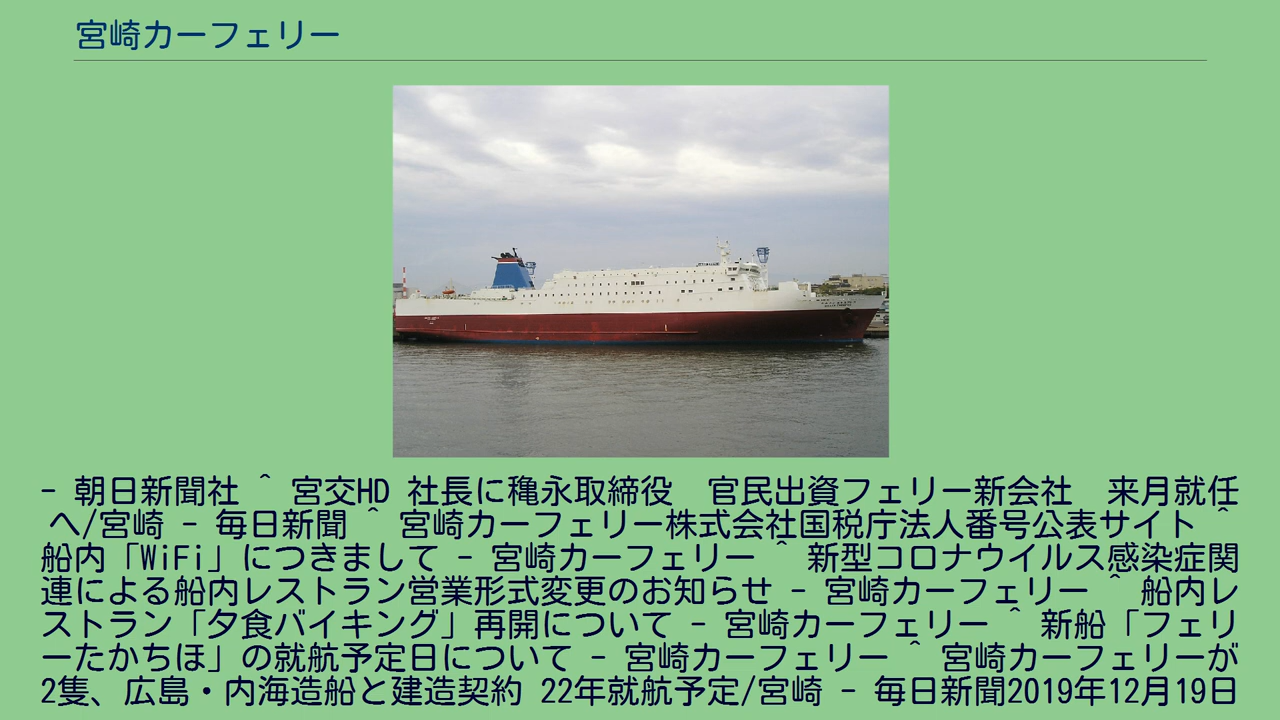 宮崎カーフェリー
- 朝日新聞社 ^ 宮交HD 社長に穐永取締役　官民出資フェリー新会社　来月就任
へ/宮崎 - 毎日新聞 ^ 宮崎カーフェリー株式会社国税庁法人番号公表サイト ^
船内「WiFi」につきまして - 宮崎カーフェリー ^ 新型コロナウイルス感染症関
連による船内レストラン営業形式変更のお知らせ - 宮崎カーフェリー ^ 船内レ
ストラン「夕食バイキング」再開について - 宮崎カーフェリー ^ 新船「フェリ
ーたかちほ」の就航予定日について - 宮崎カーフェリー ^ 宮崎カーフェリーが
2隻、広島・内海造船と建造契約 22年就航予定/宮崎 - 毎日新聞2019年12月19日